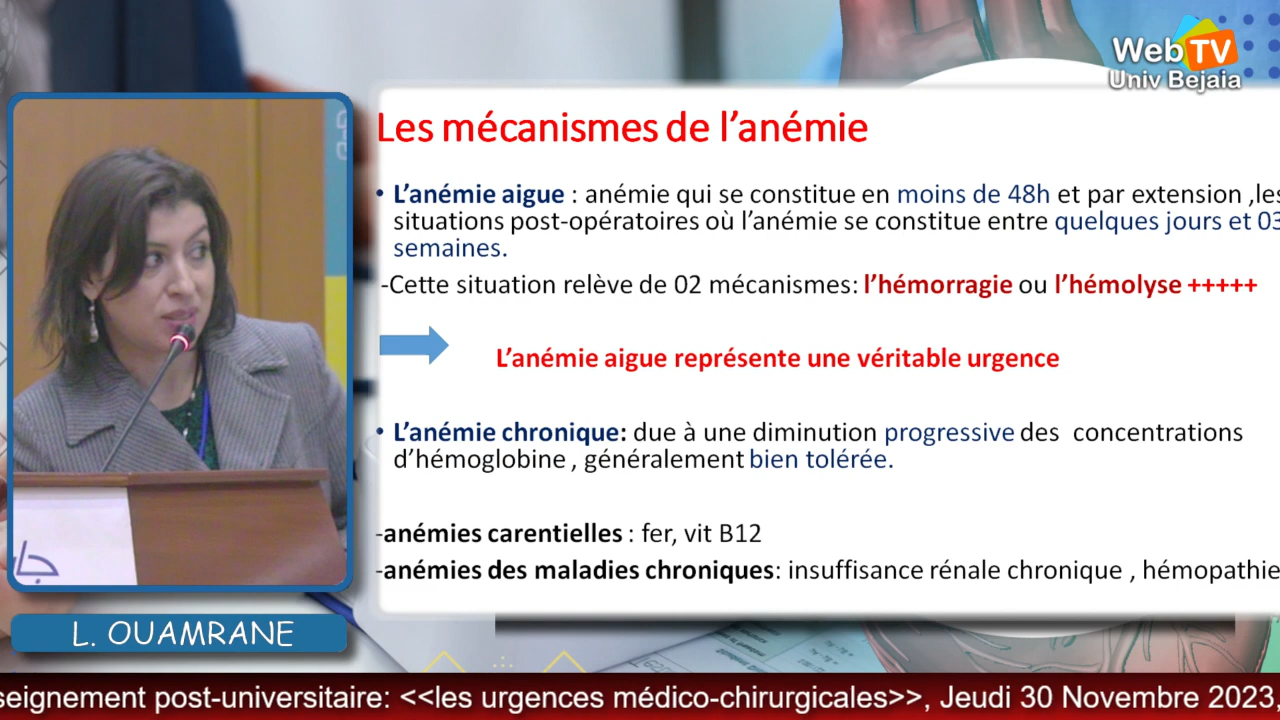 Web TV
Univ Bejaia
Les mécanismes de l’anémie
• L’anémie aigue : anémie qui se constitue en moins de 48h et par extension ,les
situations post-opératoires où l’anémie se constitue entre quelques jours et 03
semaines.
-Cette situation relève de 02 mécanismes: l’hémorragie ou l’hémolyse +++++
L’anémie aigue représente une véritable urgence
• L’anémie chronique: due à une diminution progressive des concentrations
d’hémoglobine , généralement bien tolérée.
-anémies carentielles : fer, vit B12
-anémies des maladies chroniques: insuffisance rénale chronique , hémopathie
L. OUAMRANE
seignement post-universitaire: <<les urgences médico-chirurgicales>>, Jeudi 30 Novembre 2023,